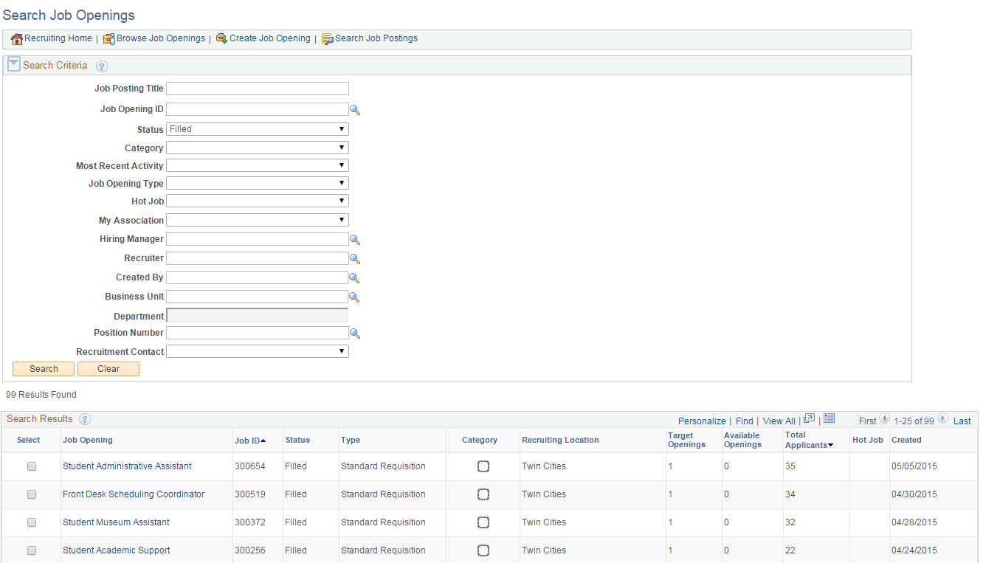 Search Job Openings
Recruiting Home | Browse Job Openings | Create Job Opening | Search Job Postings
Search Criteria ?
Job Posting Title
Job Opening ID
Status Filled
Category
Most Recent Activity
Job Opening Type
Hot Job
My Association
Hiring Manager
Recruiter
Created By
Business Unit
Department
Position Number
Recruitment Contact
Search Clear
99 Results Found
Search Results ? Personalize | Find | View All | | First 1-25 of 99 Last
Select Job Opening Job ID Status Type Category Recruiting Location Target Openings Available Openings Total Applicants Hot Job Created
Student Administrative Assistant 300654 Filled Standard Requisition Twin Cities 1 0 35 05/05/2015
Front Desk Scheduling Coordinator 300519 Filled Standard Requisition Twin Cities 1 0 34 04/30/2015
Student Museum Assistant 300372 Filled Standard Requisition Twin Cities 1 0 32 04/28/2015
Student Academic Support 300256 Filled Standard Requisition Twin Cities 1 0 22 04/24/2015